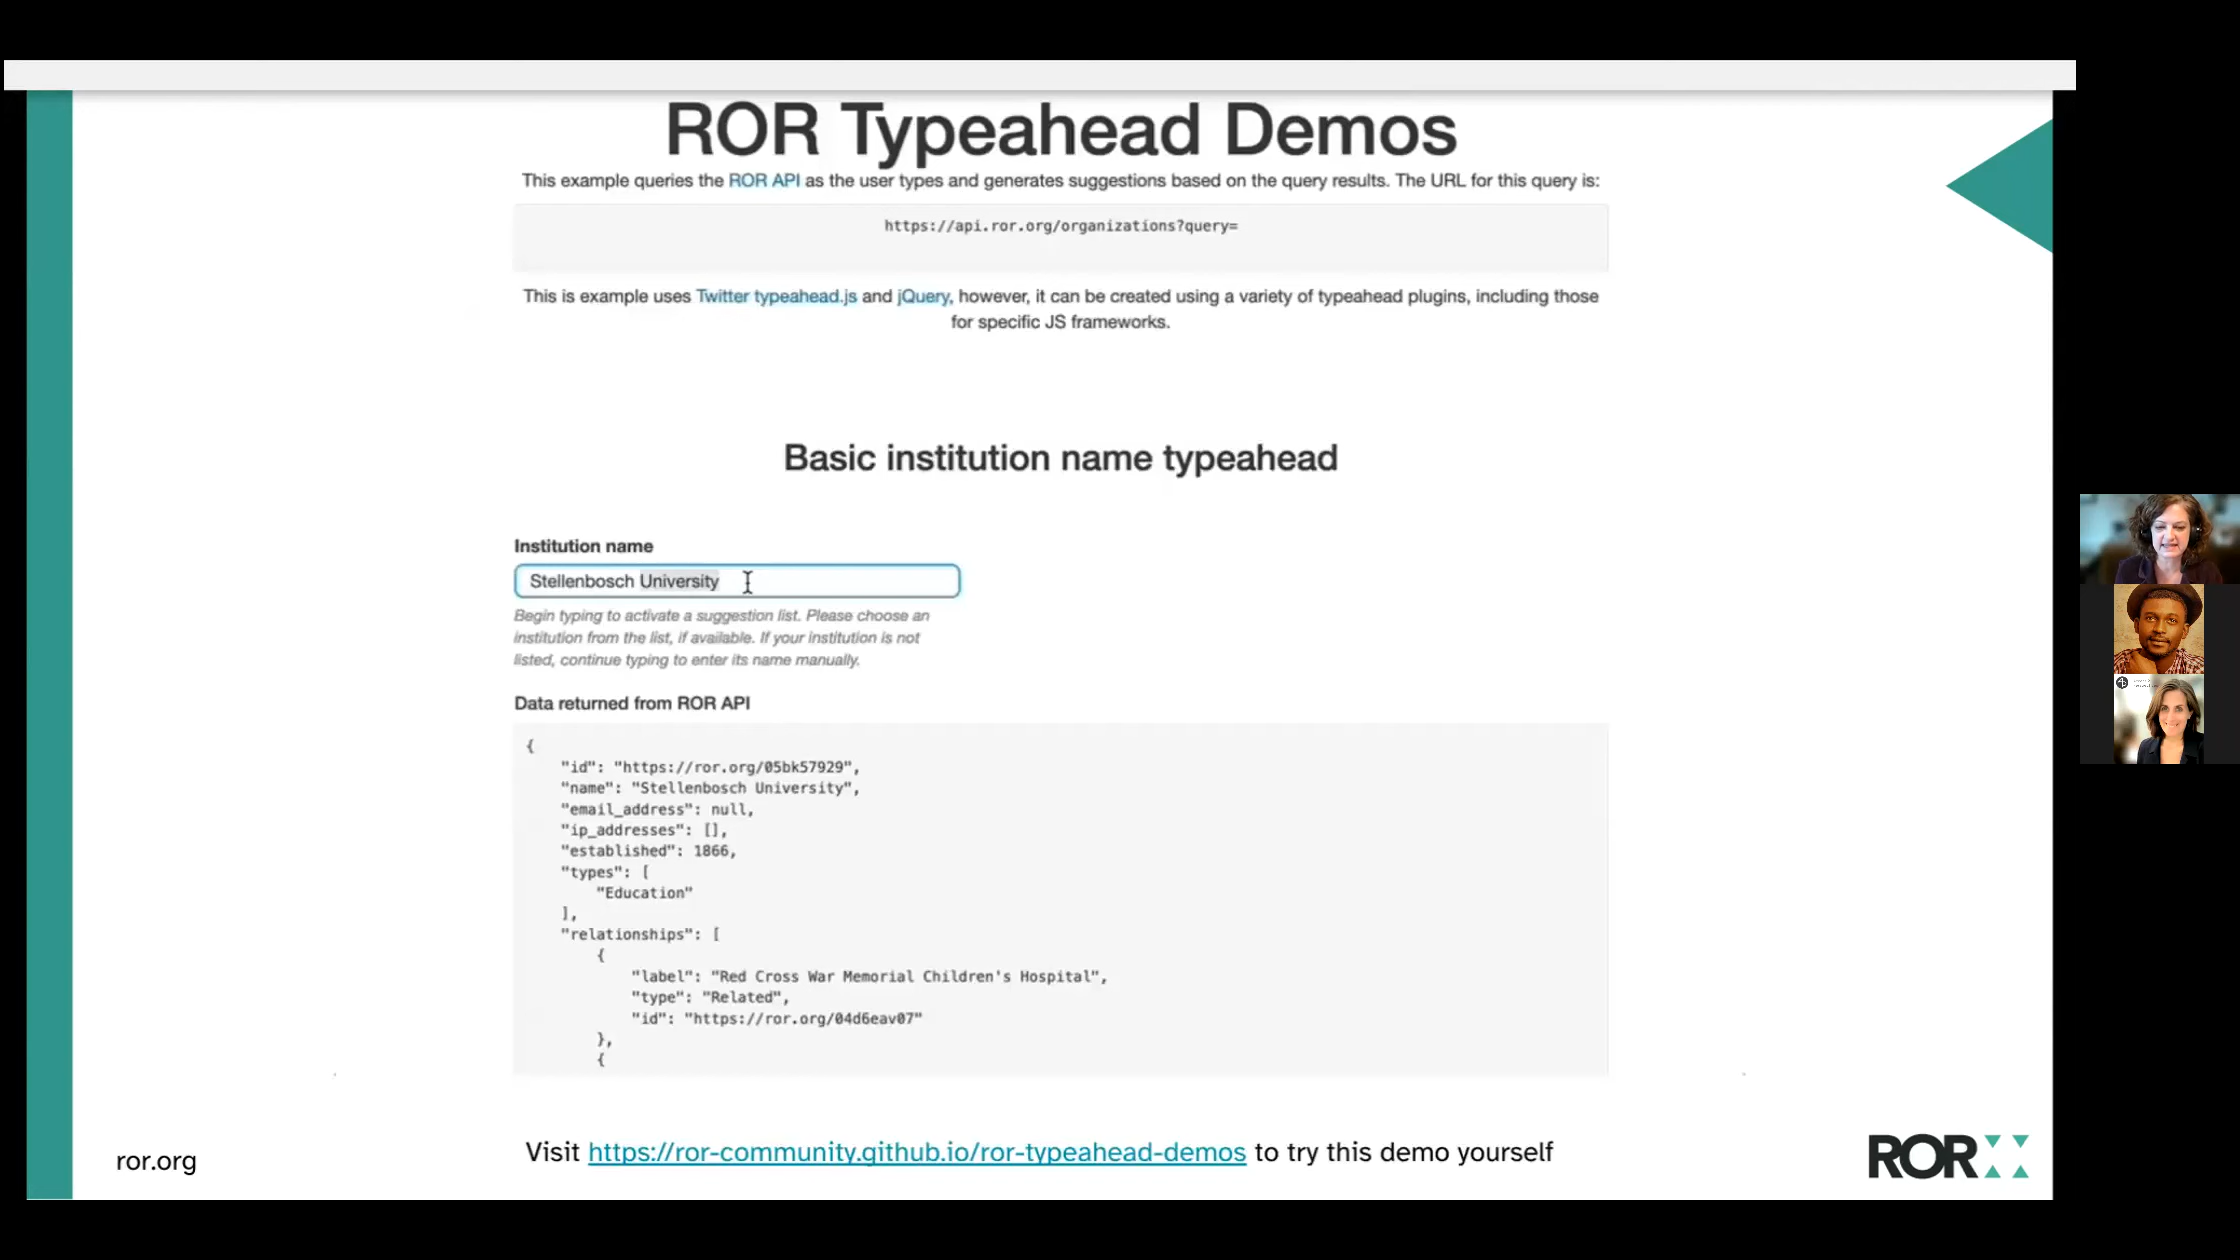 ROR Typeahead Demos
This example queries the ROR API as the user types and generates suggestions based on the query results. The URL for this query is:
https://api.ror.org/organizations?query=
This is example uses Twitter typeahead.js and jQuery, however, it can be created using a variety of typeahead plugins, including those
for specific JS frameworks.
Basic institution name typeahead
Institution name
Stellenbosch University
Begin typing to activate a suggestion list. Please choose an
institution from the list, if available. If your institution is not
listed, continue typing to enter its name manually.
Data returned from ROR API
{
"id": "https://ror.org/05bk57929",
"name": "Stellenbosch University",
"email_address": null,
"ip_addresses": [],
"established": 1866,
"types": [
"Education"
],
"relationships": [
{
"label": "Red Cross War Memorial Children's Hospital",
"type": "Related",
"id": "https://ror.org/04d6eav07"
},
{
Visit https://ror-community.github.io/ror-typeahead-demos to try this demo yourself
ror.org
ROR